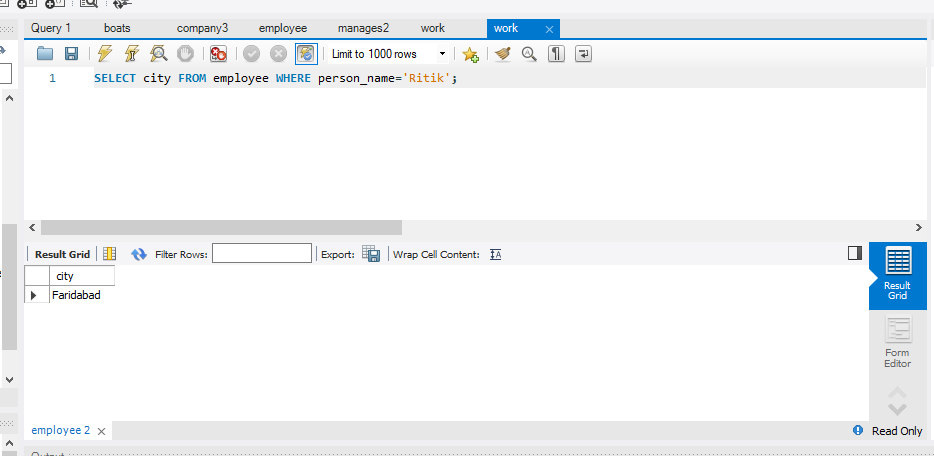 Query 1 boats company3 employee manages2 work work
Limit to 1000 rows
1 SELECT city FROM employee WHERE person_name='Ritik';
Result Grid Filter Rows: Export: Wrap Cell Content:
city
Faridabad
Result
Grid
Form
Editor
employee 2
Read Only
Output